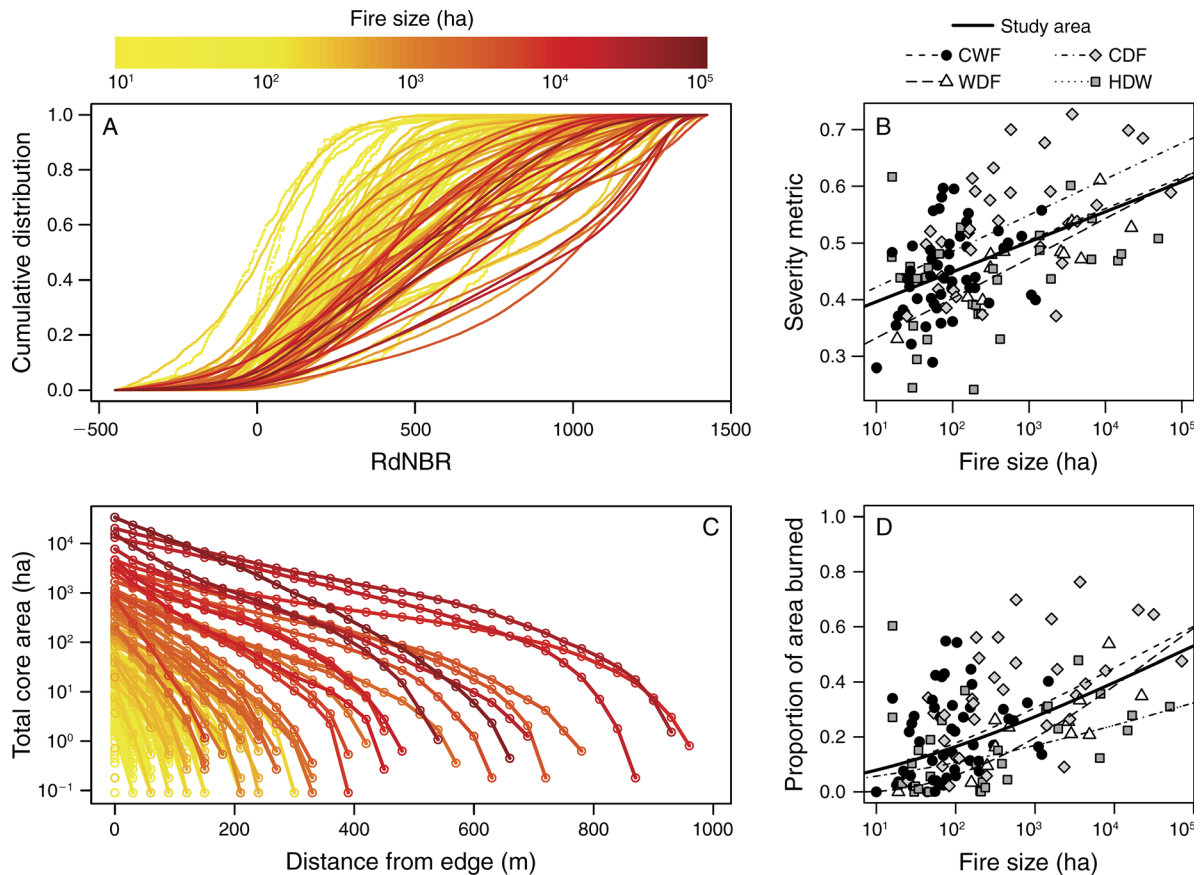 Fire size (ha)
10¹ 10² 10³ 10⁴ 10⁵
A
Cumulative distribution
1.0
0.8
0.6
0.4
0.2
0.0
−500 0 500 1000 1500
RdNBR
Study area
CWF CDF
WDF HDW
B
Severity metric
0.7
0.6
0.5
0.4
0.3
10¹ 10² 10³ 10⁴ 10⁵
Fire size (ha)
C
Total core area (ha)
10⁴
10³
10²
10¹
10⁰
10⁻¹
0 200 400 600 800 1000
Distance from edge (m)
D
Proportion of area burned
1.0
0.8
0.6
0.4
0.2
0.0
10¹ 10² 10³ 10⁴ 10⁵
Fire size (ha)